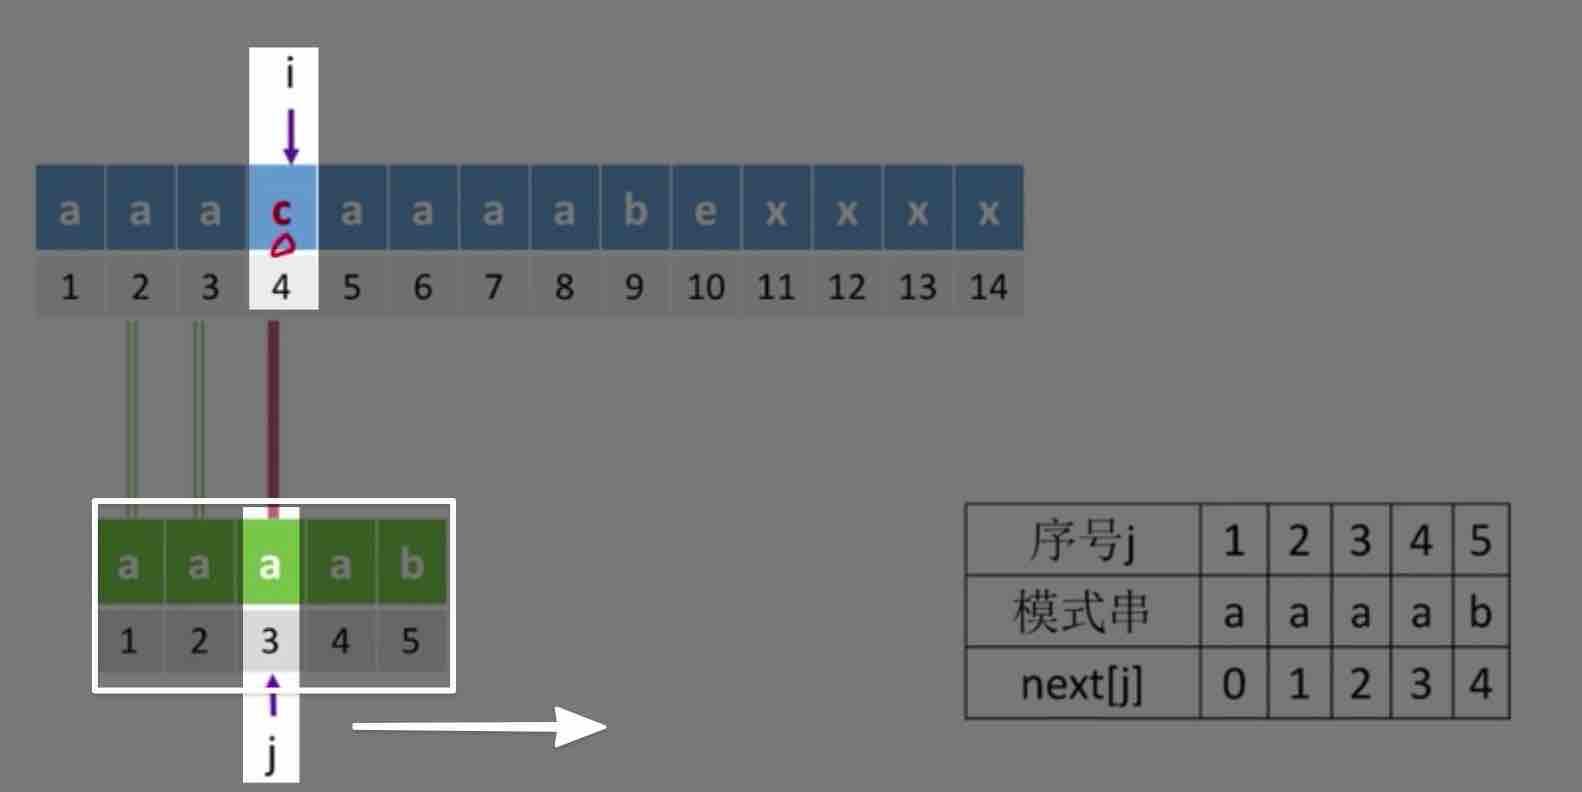 i
a a a c a a a a b e x x x x
1 2 3 4 5 6 7 8 9 10 11 12 13 14
a a a a b
1 2 3 4 5
j
序号j 1 2 3 4 5
模式串 a a a a b
next[j] 0 1 2 3 4